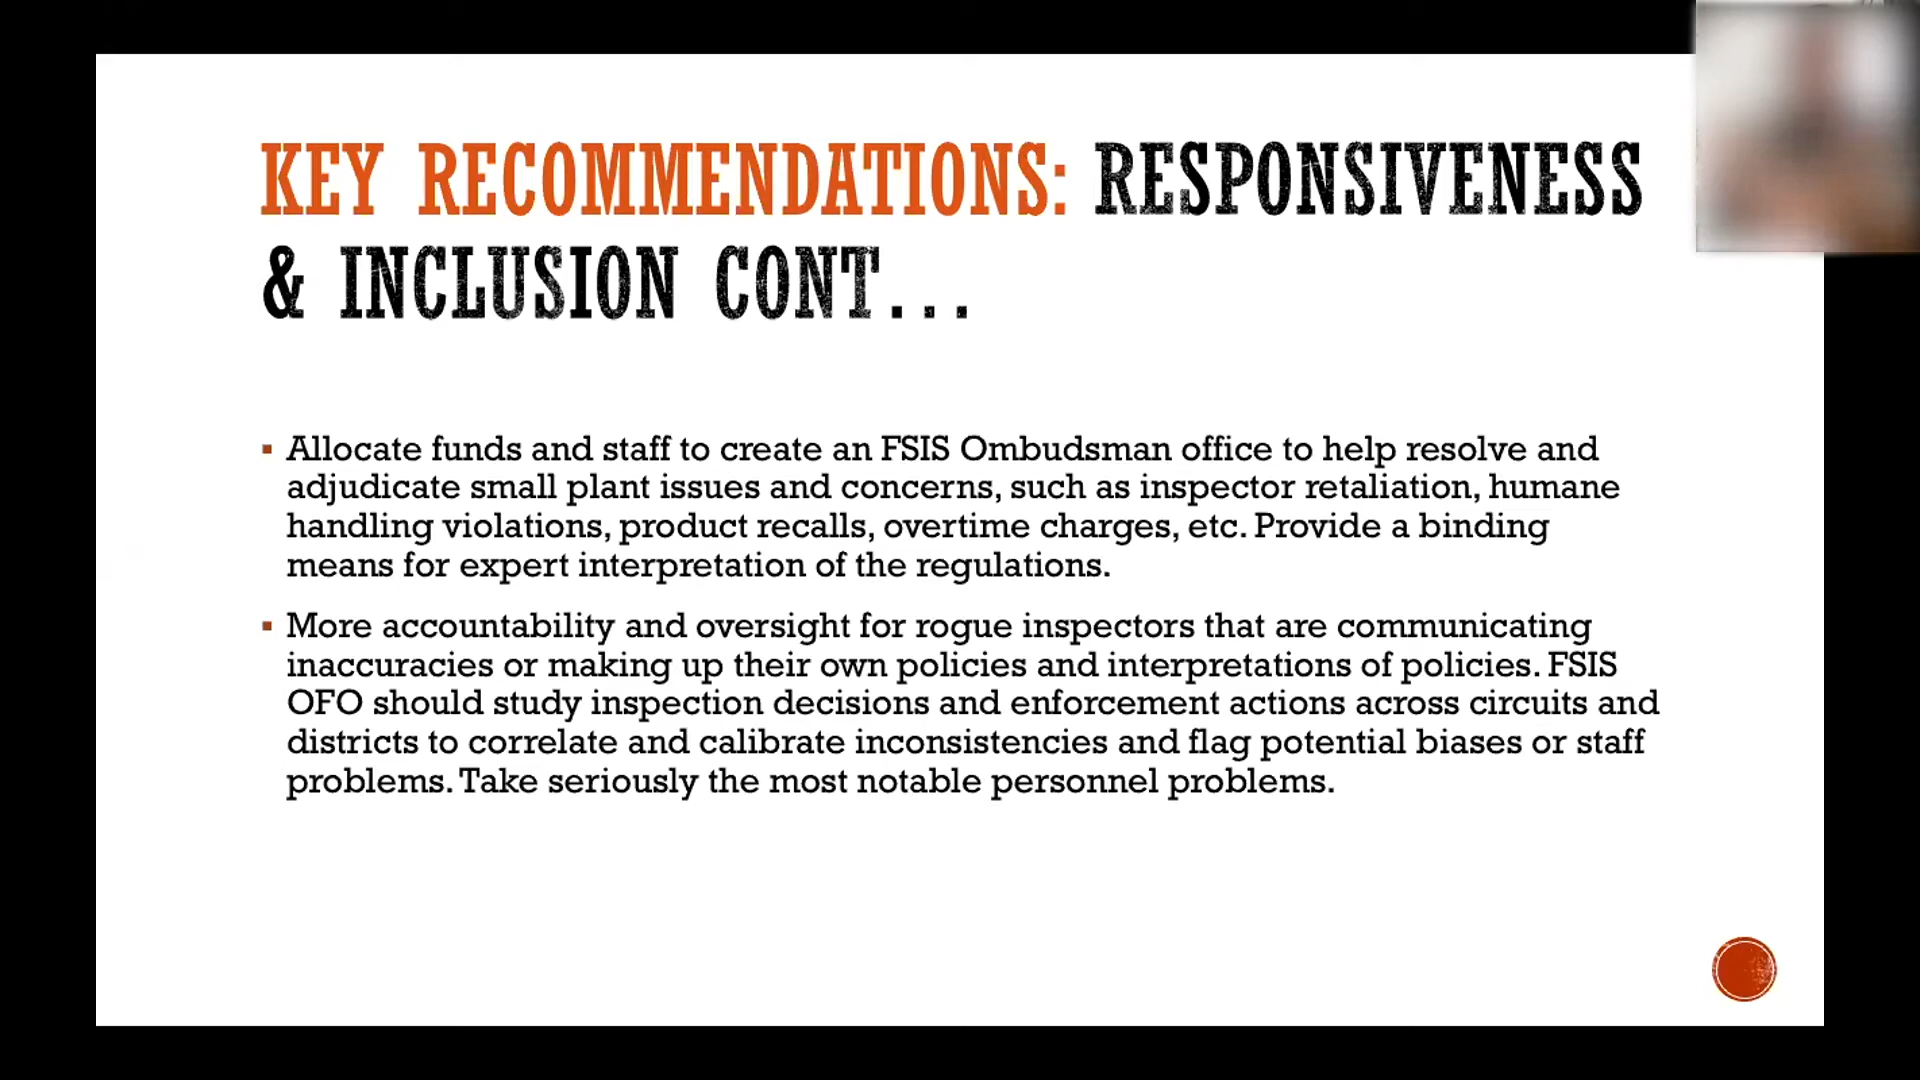 KEY RECOMMENDATIONS: RESPONSIVENESS
& INCLUSION CONT...
▪ Allocate funds and staff to create an FSIS Ombudsman office to help resolve and
adjudicate small plant issues and concerns, such as inspector retaliation, humane
handling violations, product recalls, overtime charges, etc. Provide a binding
means for expert interpretation of the regulations.
▪ More accountability and oversight for rogue inspectors that are communicating
inaccuracies or making up their own policies and interpretations of policies. FSIS
OFO should study inspection decisions and enforcement actions across circuits and
districts to correlate and calibrate inconsistencies and flag potential biases or staff
problems. Take seriously the most notable personnel problems.